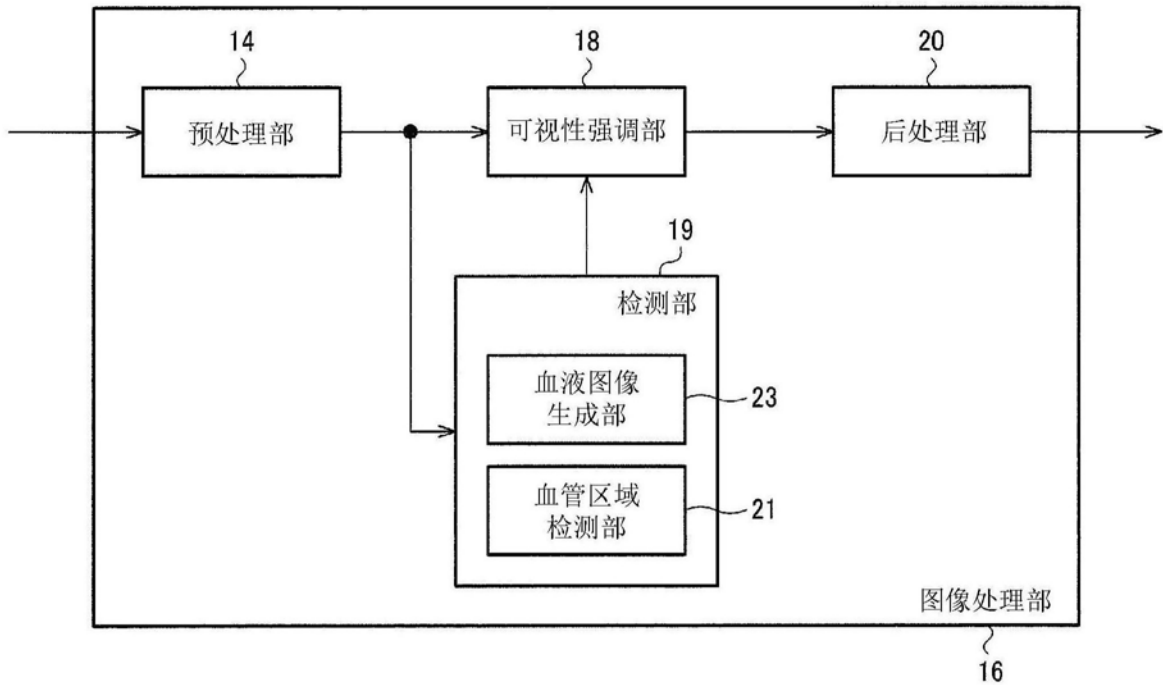 14
18
20
预处理部
可视性强调部
后处理部
19
检测部
血液图像
生成部
23
血管区域
检测部
21
图像处理部
16